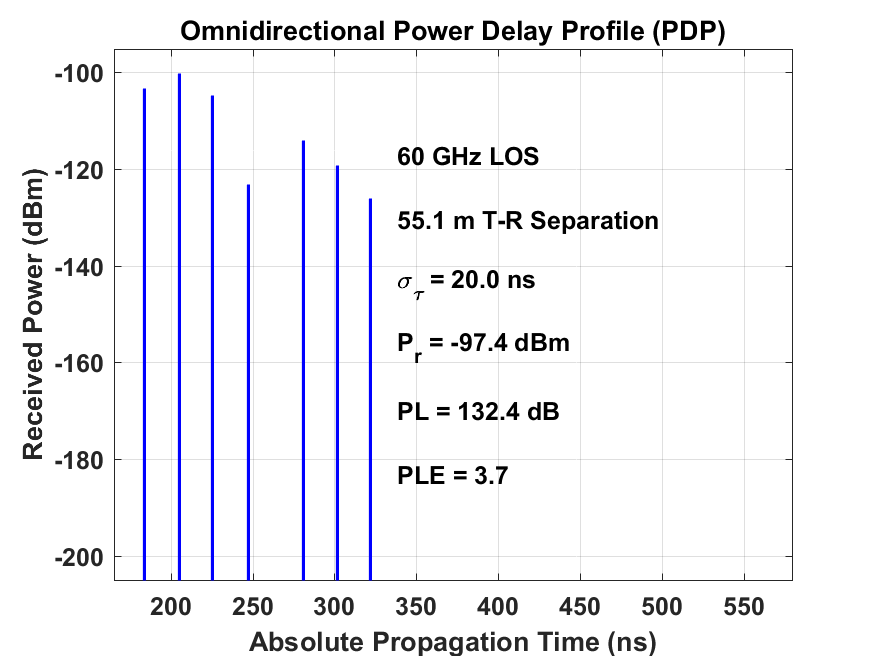 Omnidirectional Power Delay Profile (PDP)
Received Power (dBm)
-100
-120
-140
-160
-180
-200
60 GHz LOS
55.1 m T-R Separation
σ_τ = 20.0 ns
P_r = -97.4 dBm
PL = 132.4 dB
PLE = 3.7
200 250 300 350 400 450 500 550
Absolute Propagation Time (ns)